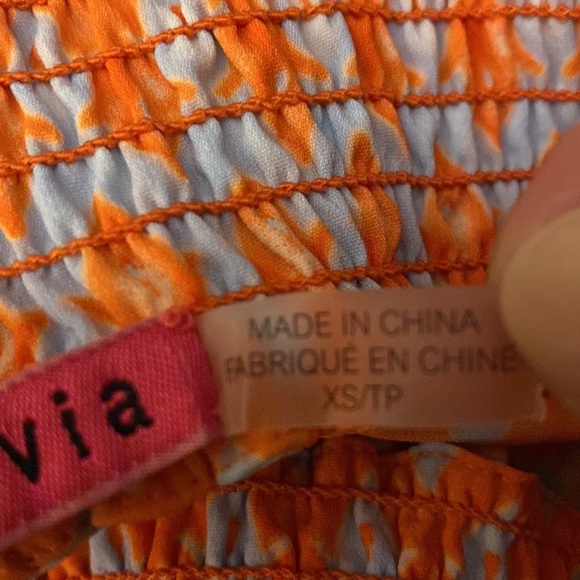 via
MADE IN CHINA
FABRIQUÉ EN CHINE
XS/TP